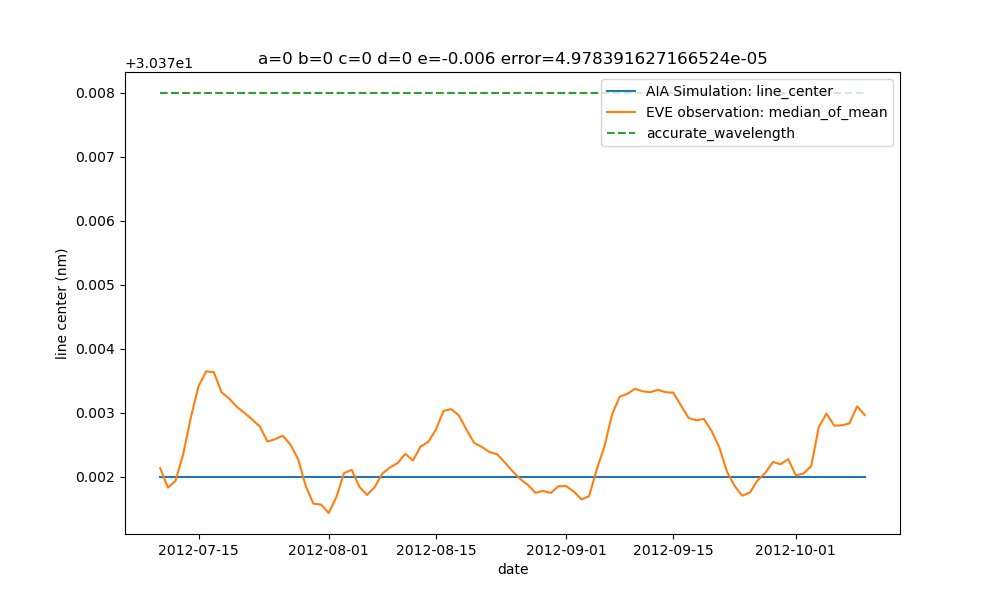 a=0 b=0 c=0 d=0 e=-0.006 error=4.978391627166524e-05
+3.037e1
0.008
0.007
0.006
0.005
0.004
0.003
0.002
line center (nm)
AIA Simulation: line_center
EVE observation: median_of_mean
accurate_wavelength
2012-07-15 2012-08-01 2012-08-15 2012-09-01 2012-09-15 2012-10-01
date